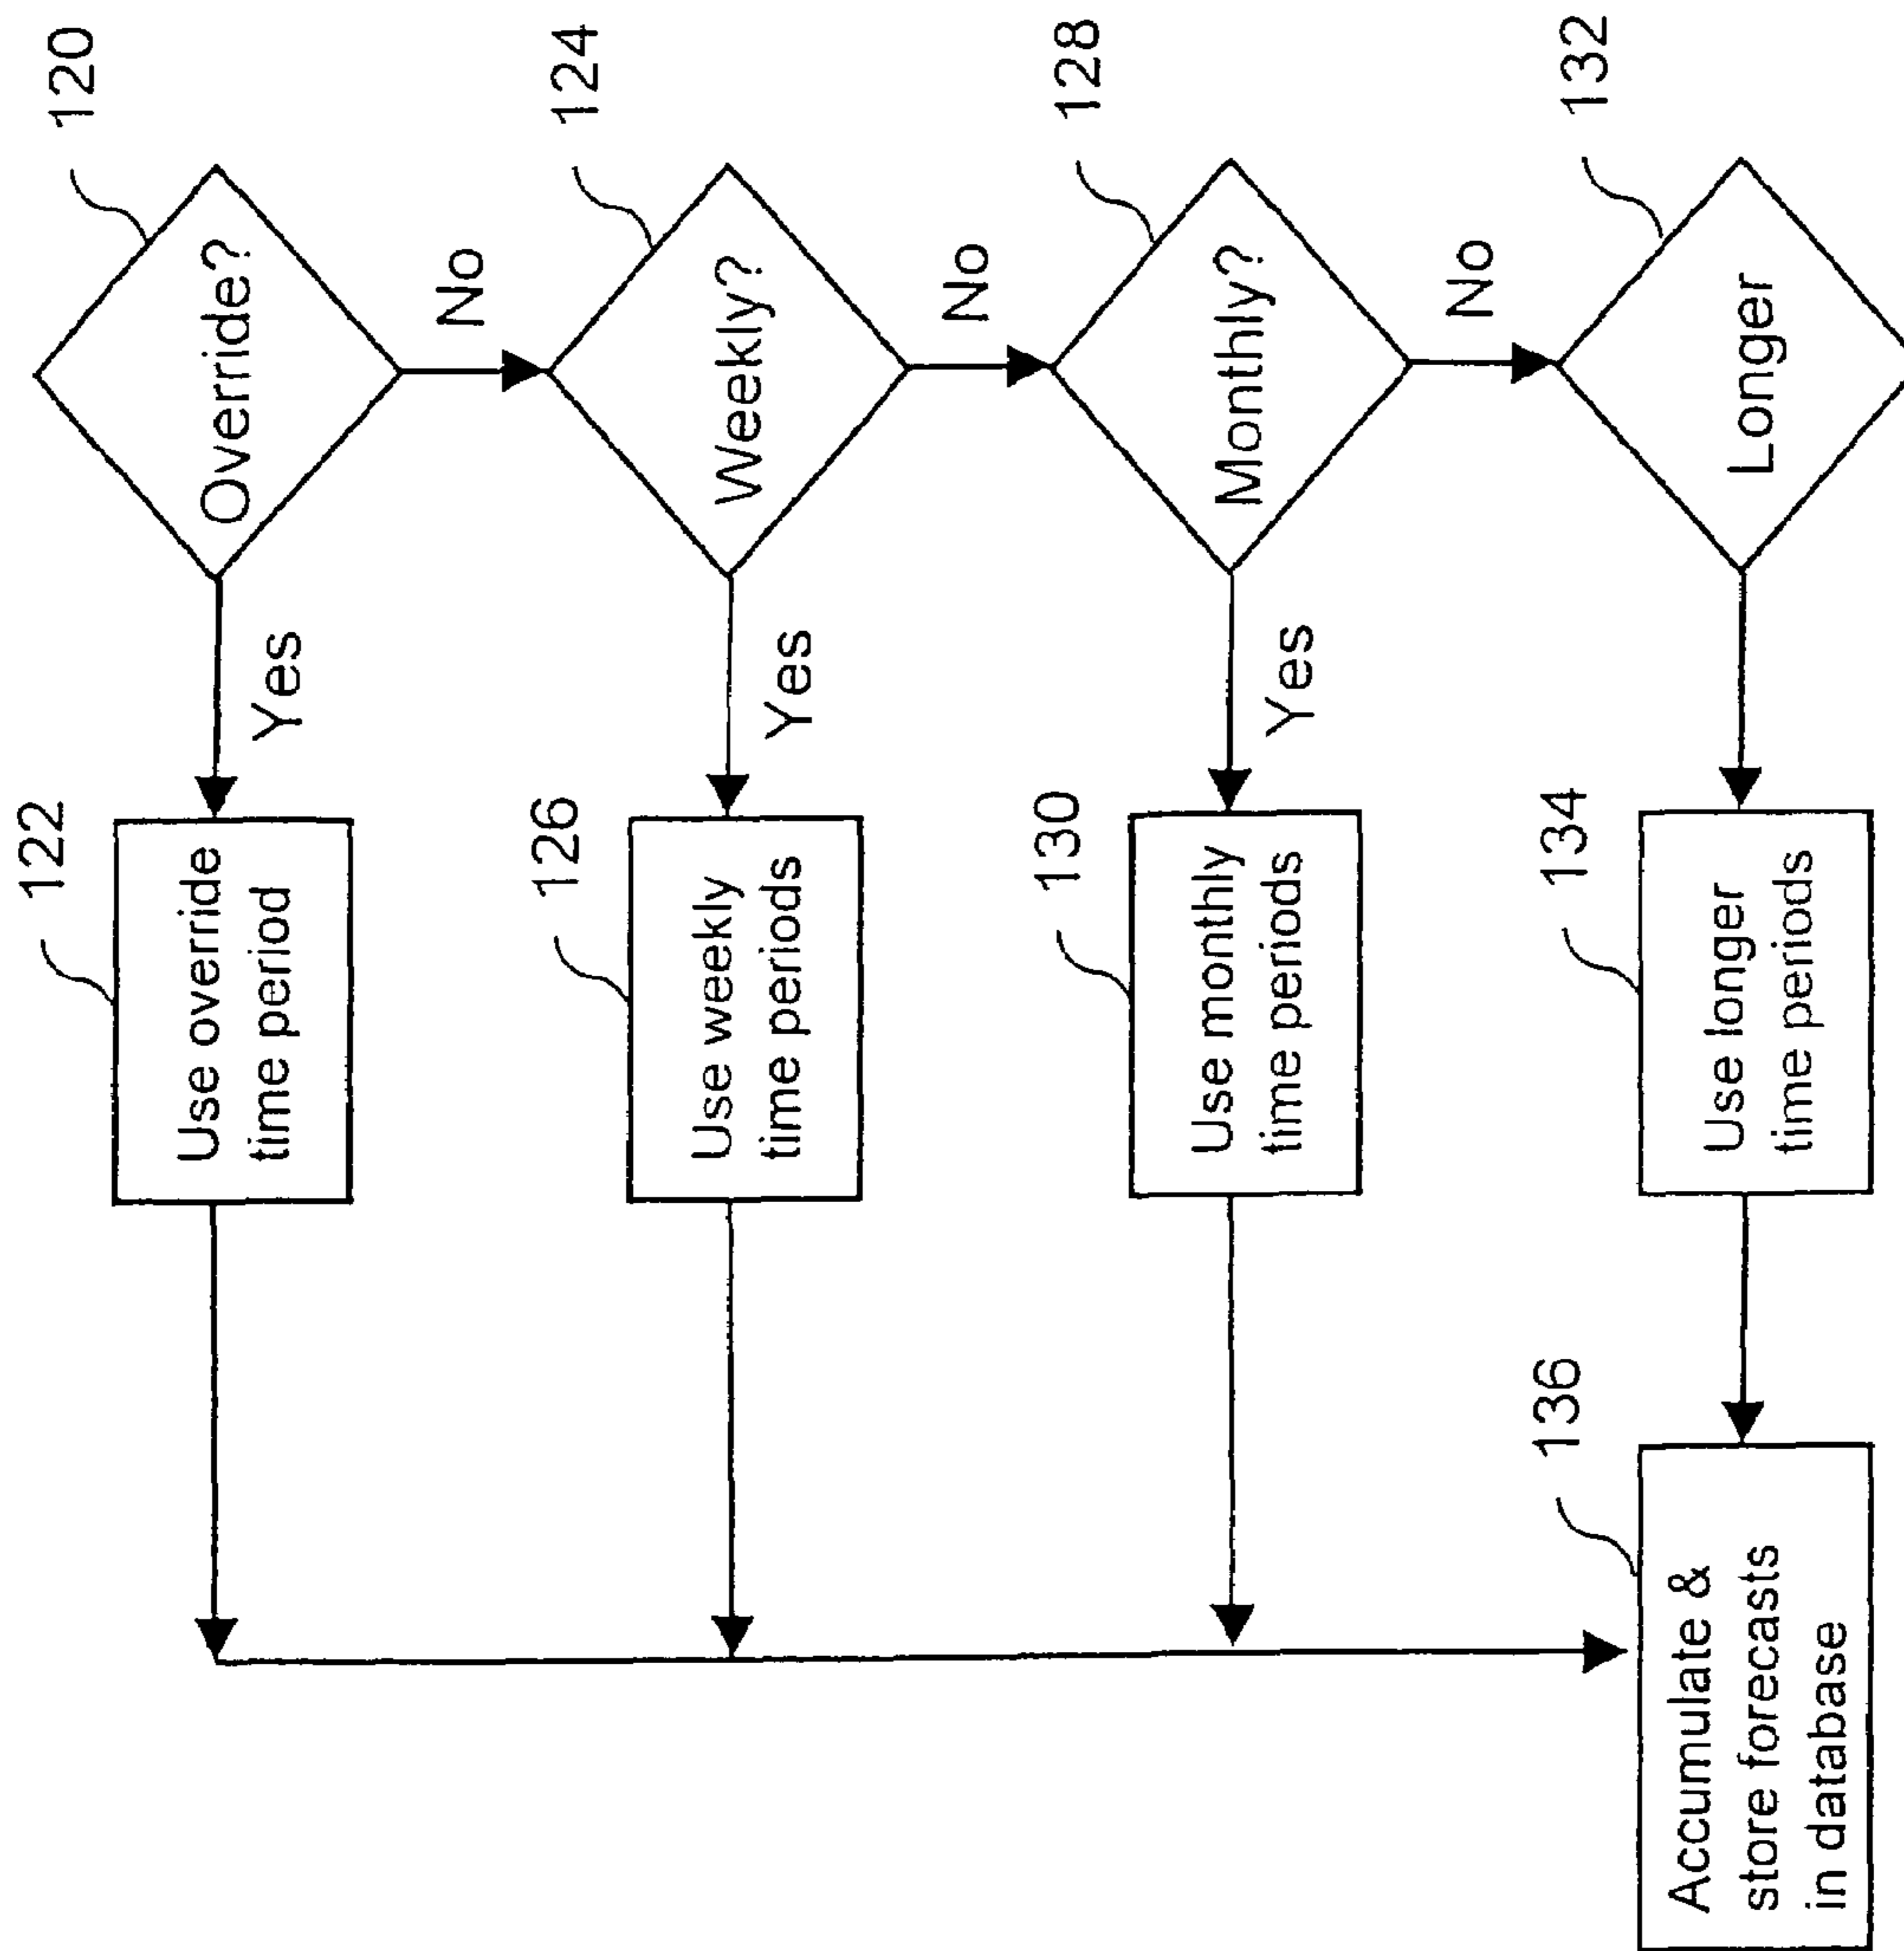 120
Override?
No
124
Weekly?
No
128
Monthly?
No
132
Longer
Yes
Yes
Yes
122
Use override
time period
126
Use weekly
time periods
130
Use monthly
time periods
134
Use longer
time periods
136
Accumulate &
store forecasts
in database